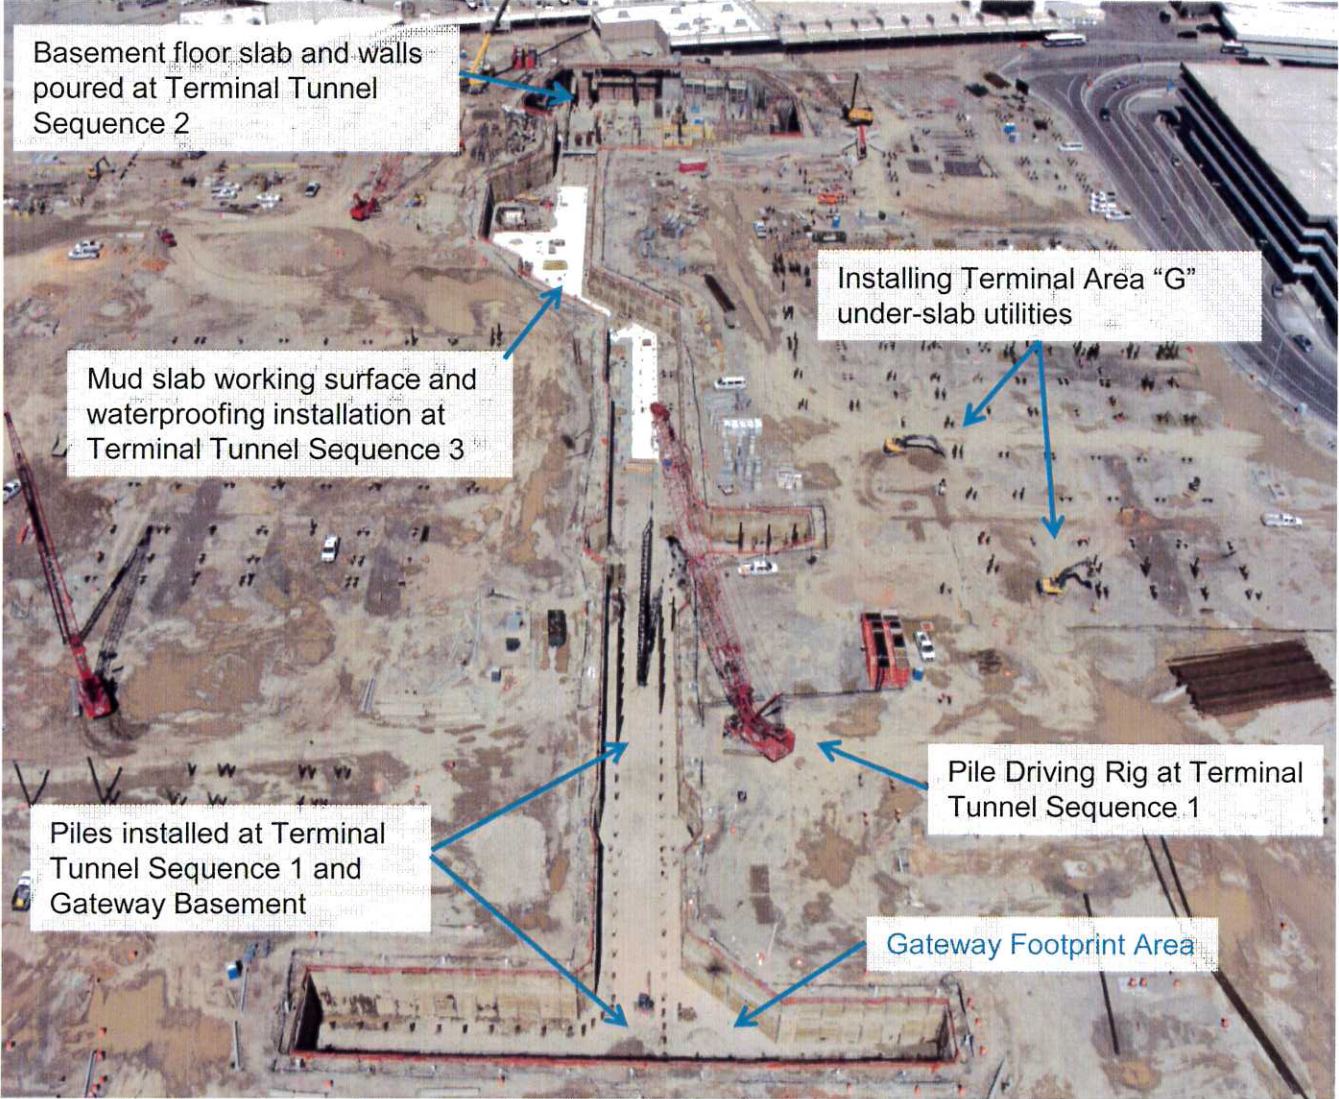 Basement floor slab and walls
poured at Terminal Tunnel
Sequence 2
Installing Terminal Area “G”
under-slab utilities
Mud slab working surface and
waterproofing installation at
Terminal Tunnel Sequence 3
Pile Driving Rig at Terminal
Tunnel Sequence 1
Piles installed at Terminal
Tunnel Sequence 1 and
Gateway Basement
Gateway Footprint Area